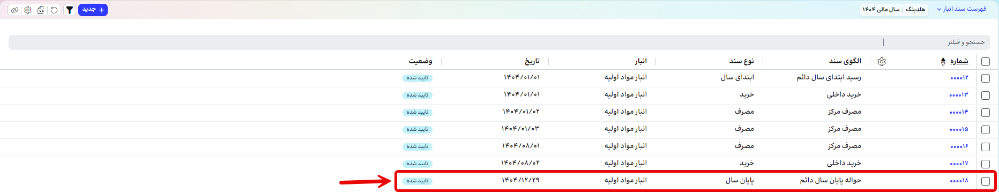 فهرست سند انبار هلدینگ | سال مالی ۱۴۰۴ + جدید
جستجو و فیلتر
شماره الگوی سند نوع سند انبار تاریخ وضعیت
۰۰۰۰۱۲ رسید ابتدای سال دائم ابتدای سال انبار مواد اولیه ۱۴۰۴/۰۱/۰۱ تایید شده
۰۰۰۰۱۳ خرید داخلی خرید انبار مواد اولیه ۱۴۰۴/۰۱/۰۱ تایید شده
۰۰۰۰۱۴ مصرف مرکز مصرف انبار مواد اولیه ۱۴۰۴/۰۱/۰۲ تایید شده
۰۰۰۰۱۵ مصرف مرکز مصرف انبار مواد اولیه ۱۴۰۴/۰۱/۰۳ تایید شده
۰۰۰۰۱۶ مصرف مرکز مصرف انبار مواد اولیه ۱۴۰۴/۰۸/۰۱ تایید شده
۰۰۰۰۱۷ خرید داخلی خرید انبار مواد اولیه ۱۴۰۴/۰۸/۰۲ تایید شده
۰۰۰۰۱۸ حواله پایان سال دائم پایان سال انبار مواد اولیه ۱۴۰۴/۱۲/۲۹ تایید شده